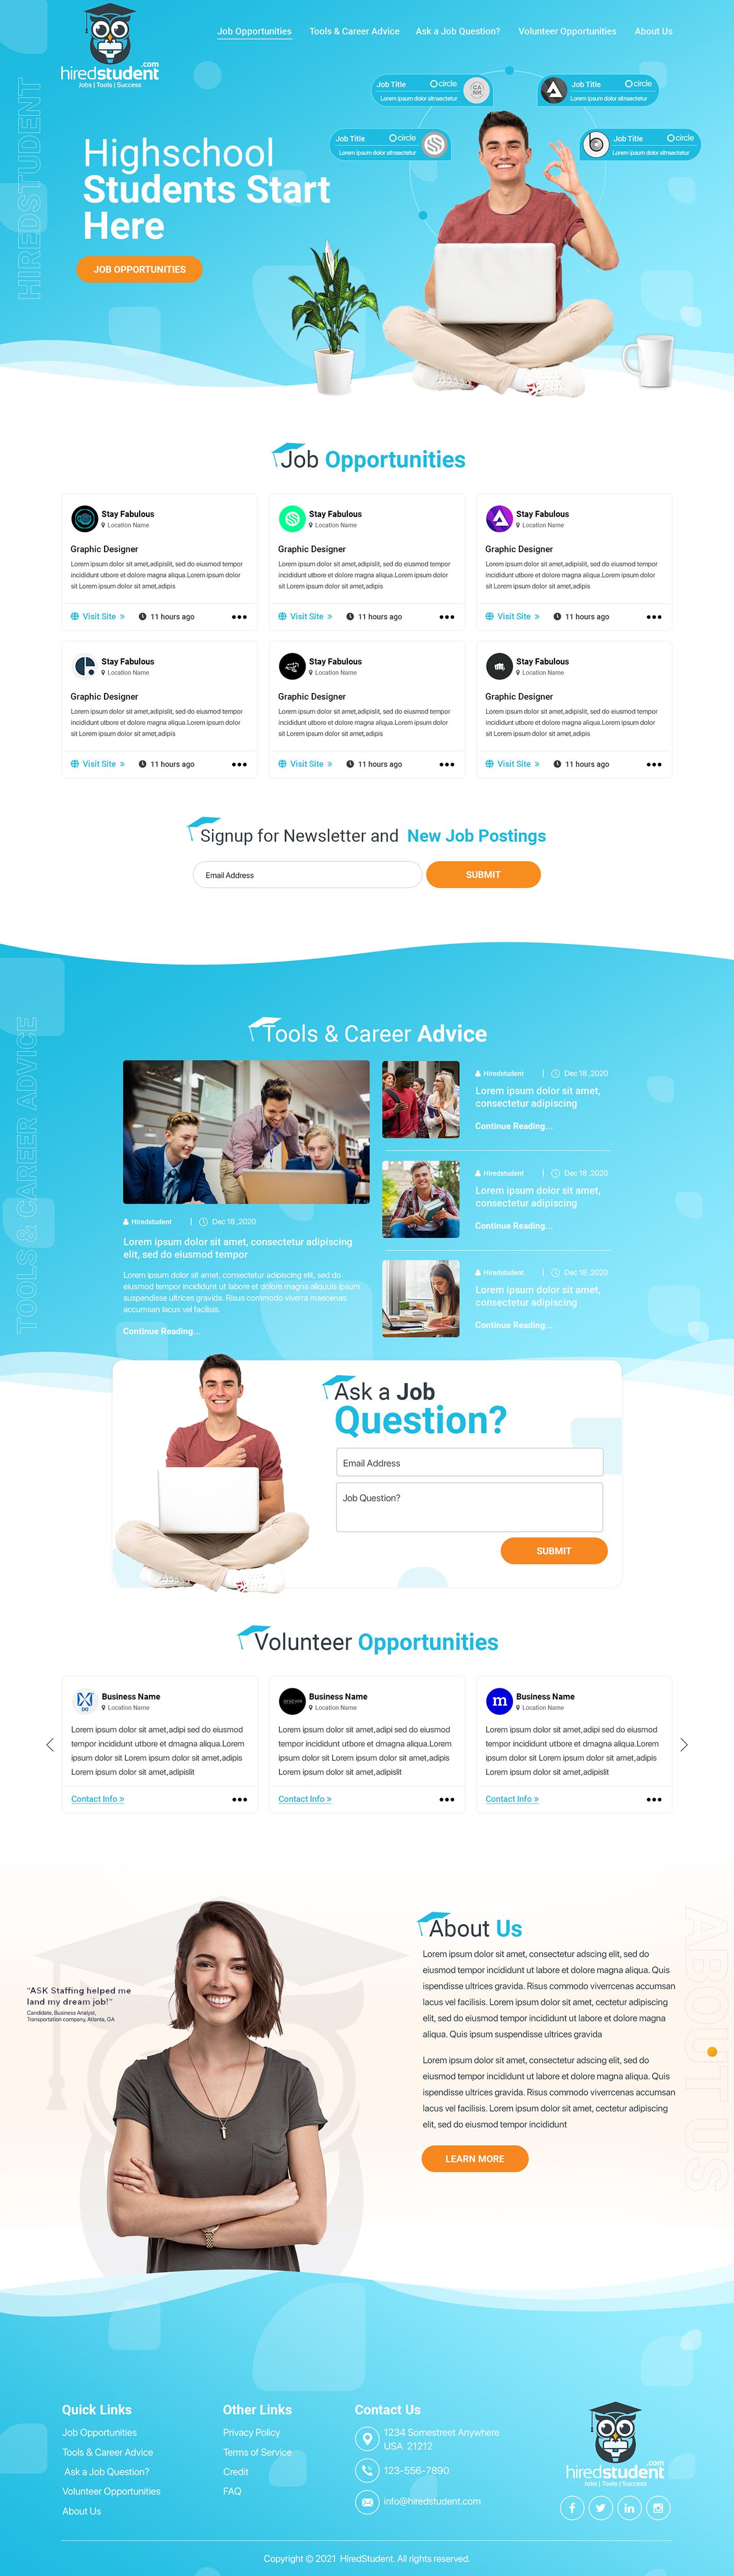 hiredstudent
.com
Jobs | Tools | Success
Job Opportunities
Tools & Career Advice
Ask a Job Question?
Volunteer Opportunities
About Us
HIREDSTUDENT
Job Title circle
Lorem ipsum dolor sitnsectetur
Job Title circle
Lorem ipsum dolor sitnsectetur
Job Title circle
Lorem ipsum dolor sitnsectetur
Job Title circle
Lorem ipsum dolor sitnsectetur
Highschool
Students Start
Here
JOB OPPORTUNITIES
Job Opportunities
Stay Fabulous
Location Name
Graphic Designer
Lorem ipsum dolor sit amet,adipislit, sed do eiusmod tempor
incididunt utbore et dolore magna aliqua.Lorem ipsum dolor
sit Lorem ipsum dolor sit amet,adipis
Visit Site »
11 hours ago
Stay Fabulous
Location Name
Graphic Designer
Lorem ipsum dolor sit amet,adipislit, sed do eiusmod tempor
incididunt utbore et dolore magna aliqua.Lorem ipsum dolor
sit Lorem ipsum dolor sit amet,adipis
Visit Site »
11 hours ago
Stay Fabulous
Location Name
Graphic Designer
Lorem ipsum dolor sit amet,adipislit, sed do eiusmod tempor
incididunt utbore et dolore magna aliqua.Lorem ipsum dolor
sit Lorem ipsum dolor sit amet,adipis
Visit Site »
11 hours ago
Stay Fabulous
Location Name
Graphic Designer
Lorem ipsum dolor sit amet,adipislit, sed do eiusmod tempor
incididunt utbore et dolore magna aliqua.Lorem ipsum dolor
sit Lorem ipsum dolor sit amet,adipis
Visit Site »
11 hours ago
Stay Fabulous
Location Name
Graphic Designer
Lorem ipsum dolor sit amet,adipislit, sed do eiusmod tempor
incididunt utbore et dolore magna aliqua.Lorem ipsum dolor
sit Lorem ipsum dolor sit amet,adipis
Visit Site »
11 hours ago
Stay Fabulous
Location Name
Graphic Designer
Lorem ipsum dolor sit amet,adipislit, sed do eiusmod tempor
incididunt utbore et dolore magna aliqua.Lorem ipsum dolor
sit Lorem ipsum dolor sit amet,adipis
Visit Site »
11 hours ago
Signup for Newsletter and New Job Postings
Email Address
SUBMIT
TOOLS & CAREER ADVICE
Tools & Career Advice
Hiredstudent | Dec 18 ,2020
Lorem ipsum dolor sit amet, consectetur adipiscing
elit, sed do eiusmod tempor
Lorem ipsum dolor sit amet, consectetur adipiscing elit, sed do
eiusmod tempor incididunt ut labore et dolore magna aliquuis ipsum
suspendisse ultrices gravida. Risus commodo viverra maecenas
accumsan lacus vel facilisis.
Continue Reading...
Hiredstudent | Dec 18 ,2020
Lorem ipsum dolor sit amet,
consectetur adipiscing
Continue Reading...
Hiredstudent | Dec 18 ,2020
Lorem ipsum dolor sit amet,
consectetur adipiscing
Continue Reading...
Hiredstudent | Dec 18 ,2020
Lorem ipsum dolor sit amet,
consectetur adipiscing
Continue Reading...
Ask a Job
Question?
Email Address
Job Question?
SUBMIT
Volunteer Opportunities
Business Name
Location Name
Lorem ipsum dolor sit amet,adipi sed do eiusmod
tempor incididunt utbore et dmagna aliqua.Lorem
ipsum dolor sit Lorem ipsum dolor sit amet,adipis
Lorem ipsum dolor sit amet,adipislit
Contact Info »
Business Name
Location Name
Lorem ipsum dolor sit amet,adipi sed do eiusmod
tempor incididunt utbore et dmagna aliqua.Lorem
ipsum dolor sit Lorem ipsum dolor sit amet,adipis
Lorem ipsum dolor sit amet,adipislit
Contact Info »
m
Business Name
Location Name
Lorem ipsum dolor sit amet,adipi sed do eiusmod
tempor incididunt utbore et dmagna aliqua.Lorem
ipsum dolor sit Lorem ipsum dolor sit amet,adipis
Lorem ipsum dolor sit amet,adipislit
Contact Info »
"ASK Staffing helped me
land my dream job!"
Candidate, Business Analyst,
Transportation company, Atlanta, GA
About Us
Lorem ipsum dolor sit amet, consectetur adscing elit, sed do
eiusmod tempor incididunt ut labore et dolore magna aliqua. Quis
ispendisse ultrices gravida. Risus commodo viverrcenas accumsan
lacus vel facilisis. Lorem ipsum dolor sit amet, cectetur adipiscing
elit, sed do eiusmod tempor incididunt ut labore et dolore magna
aliqua. Quis ipsum suspendisse ultrices gravida
Lorem ipsum dolor sit amet, consectetur adscing elit, sed do
eiusmod tempor incididunt ut labore et dolore magna aliqua. Quis
ispendisse ultrices gravida. Risus commodo viverrcenas accumsan
lacus vel facilisis. Lorem ipsum dolor sit amet, cectetur adipiscing
elit, sed do eiusmod tempor incididunt
LEARN MORE
ABOUT US
Quick Links
Job Opportunities
Tools & Career Advice
Ask a Job Question?
Volunteer Opportunities
About Us
Other Links
Privacy Policy
Terms of Service
Credit
FAQ
Contact Us
1234 Somestreet Anywhere
USA 21212
123-556-7890
info@hiredstudent.com
hiredstudent
.com
Jobs | Tools | Success
Copyright © 2021 HiredStudent. All rights reserved.